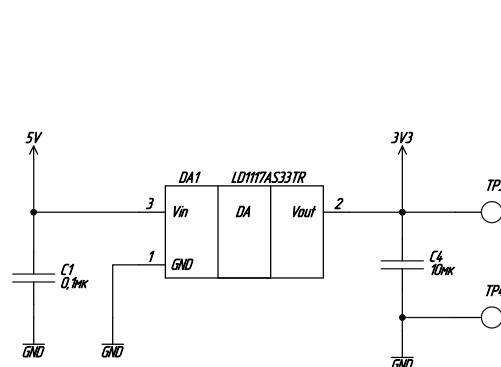 5V
3V3
DA1 LD1117AS33TR
3 Vin DA Vout 2
1 GND
C1
0,1мк
C4
10мк
TP4
GND
GND
GND